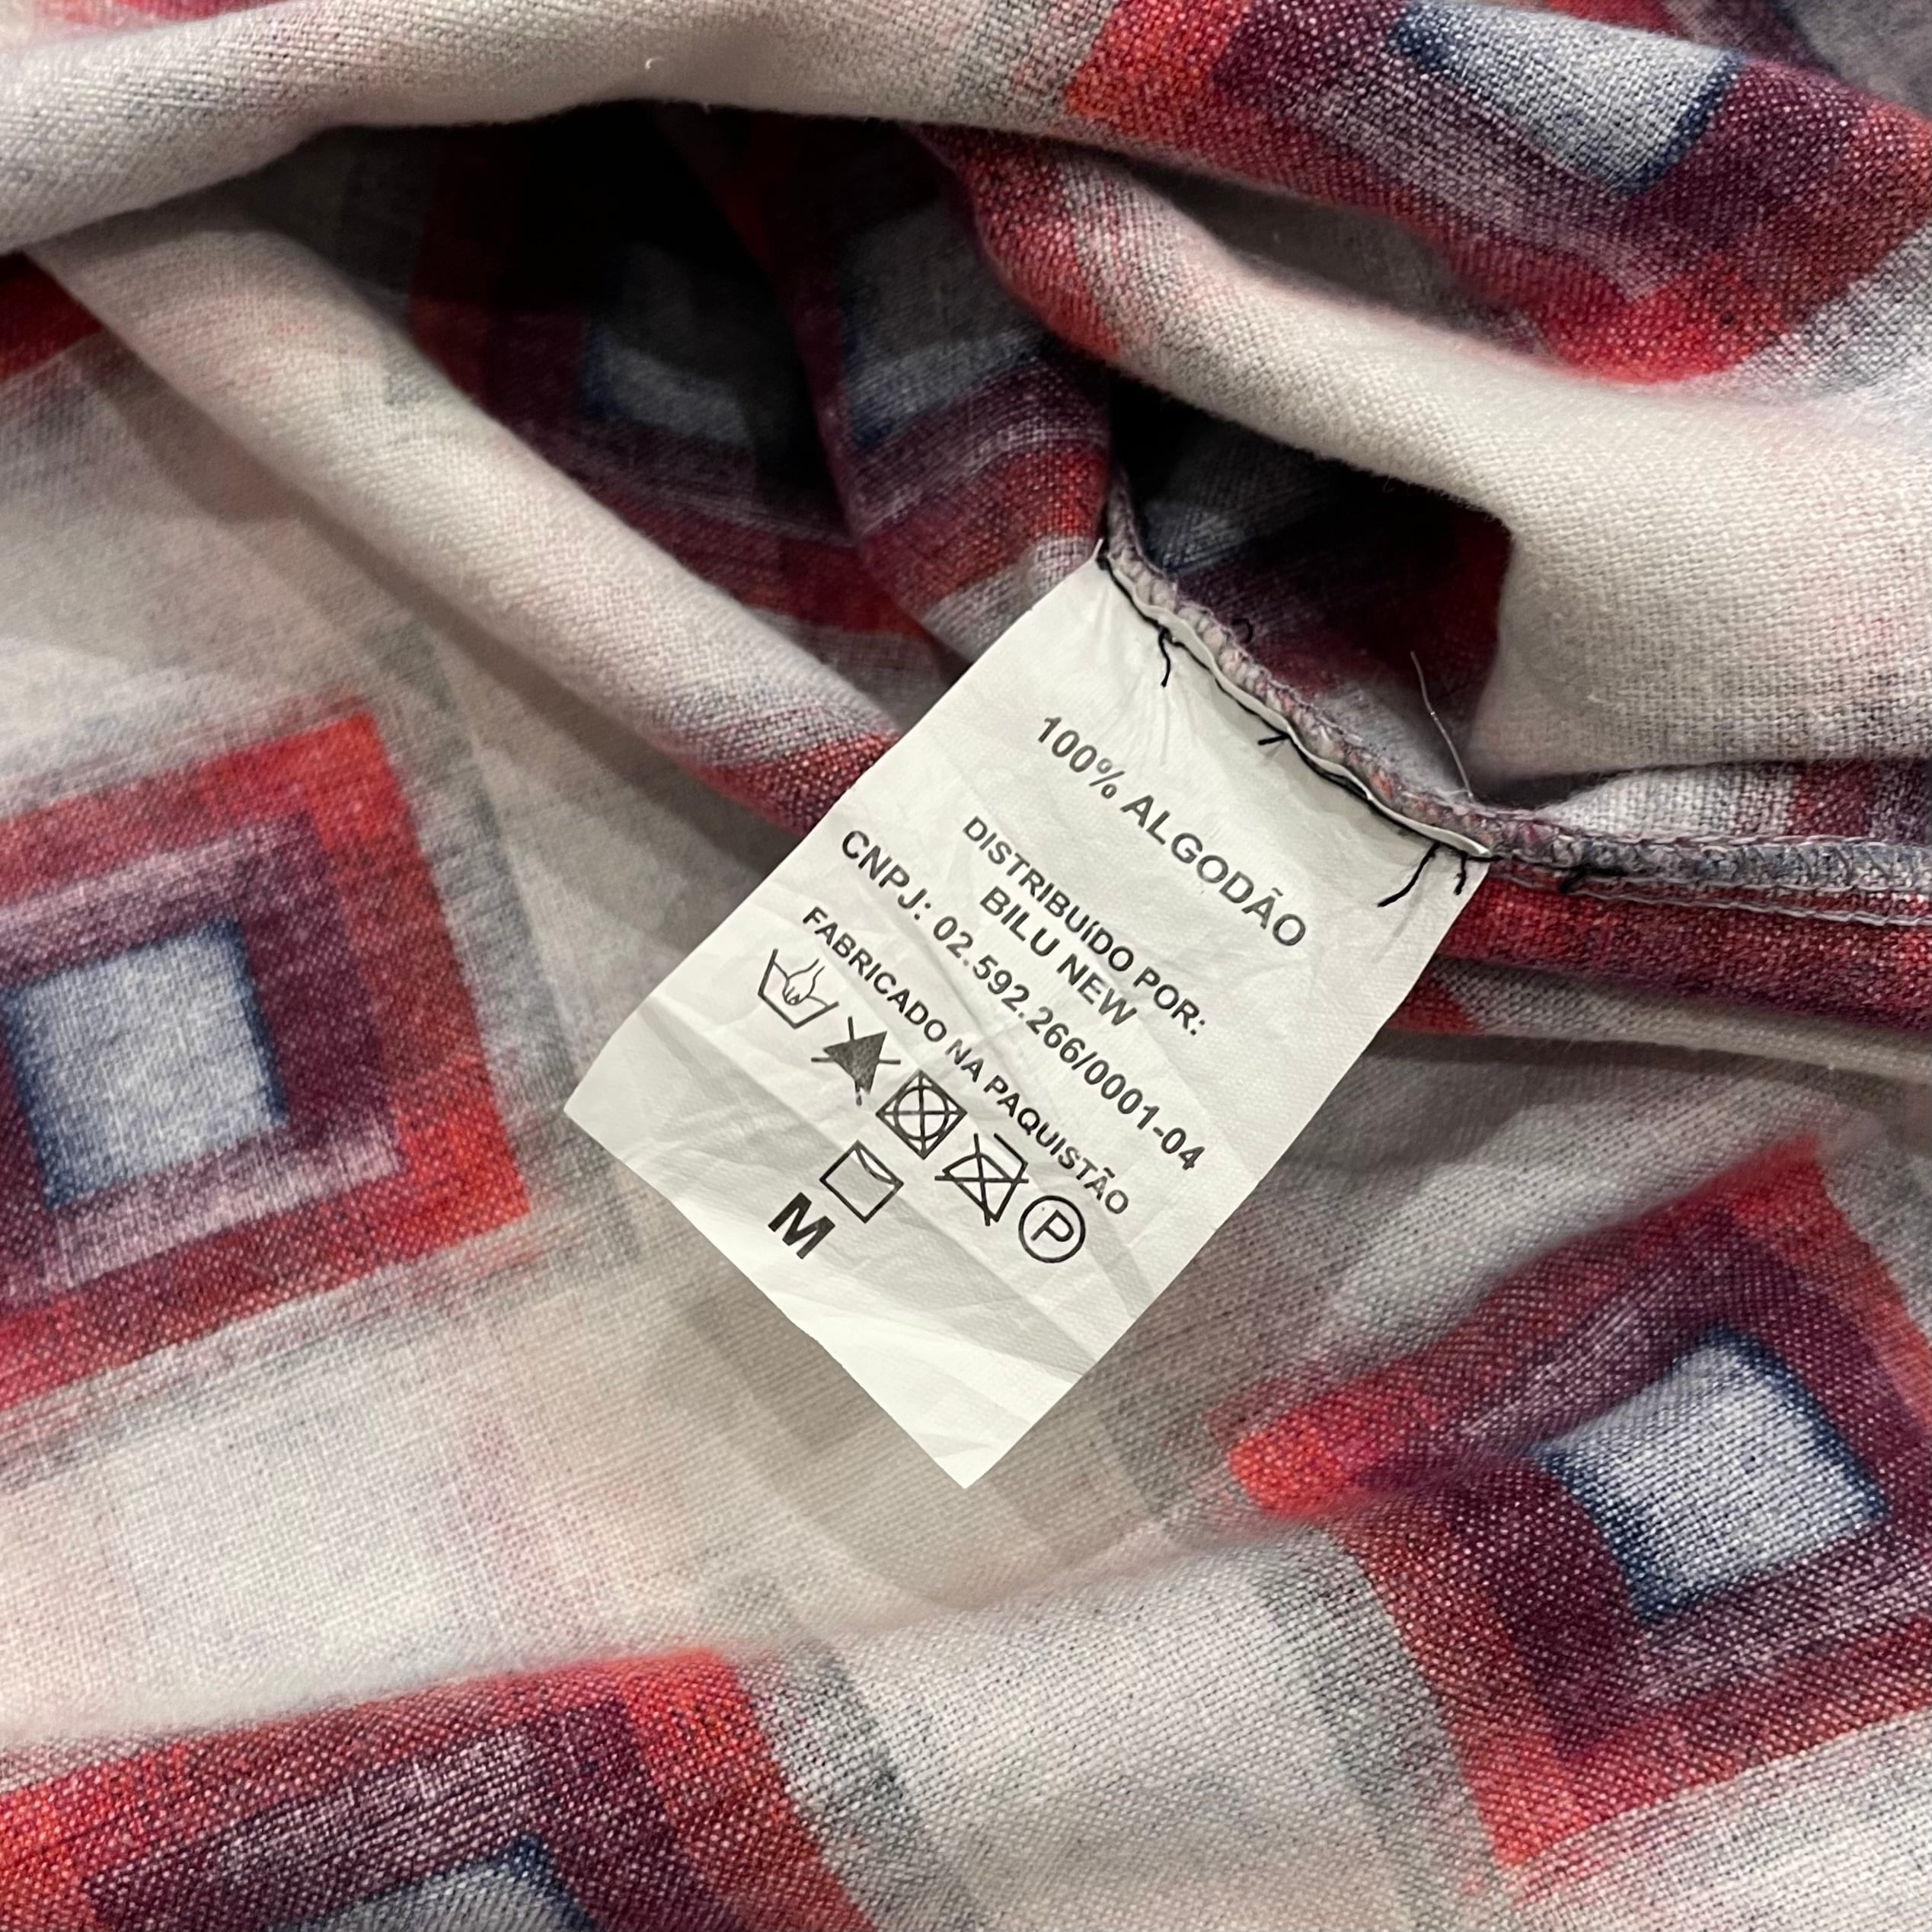 100% ALGODÃO
DISTRIBUÍDO POR:
BILU NEW
CNPJ: 02.592.266/0001-04
FABRICADO NA PAQUISTÃO
P
M